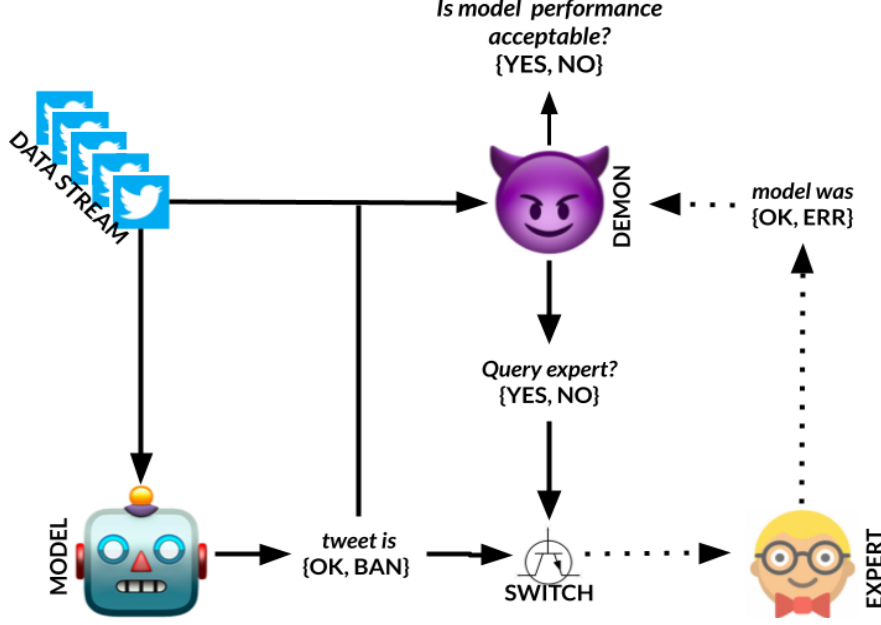 Is model performance
acceptable?
{YES, NO}
DATA STREAM
DEMON
model was
{OK, ERR}
Query expert?
{YES, NO}
MODEL
tweet is
{OK, BAN}
SWITCH
EXPERT